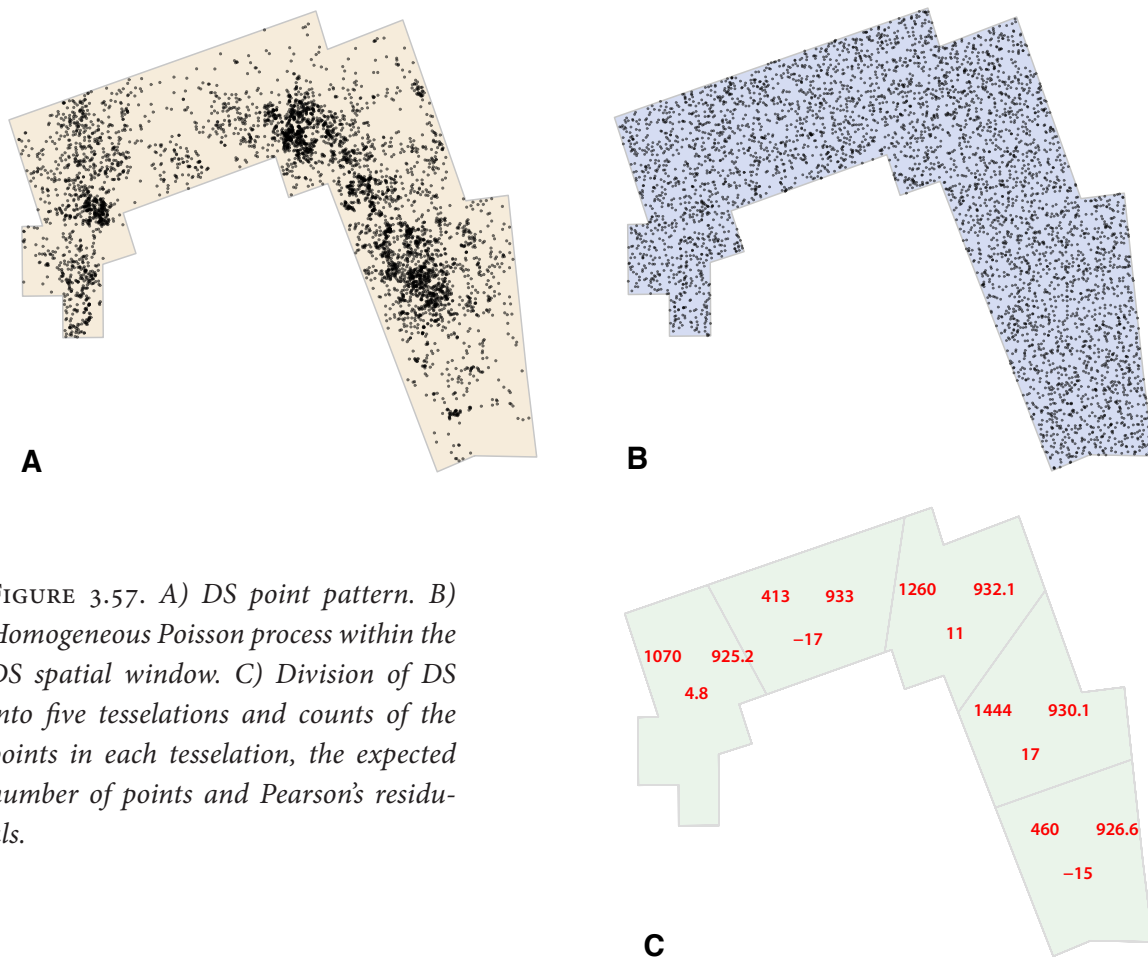 A
B
FIGURE 3.57. A) DS point pattern. B)
Homogeneous Poisson process within the
DS spatial window. C) Division of DS
into five tesselations and counts of the
points in each tesselation, the expected
number of points and Pearson's residu-
als.
413 933
−17
1260 932.1
11
1070 925.2
4.8
1444 930.1
17
460 926.6
−15
C